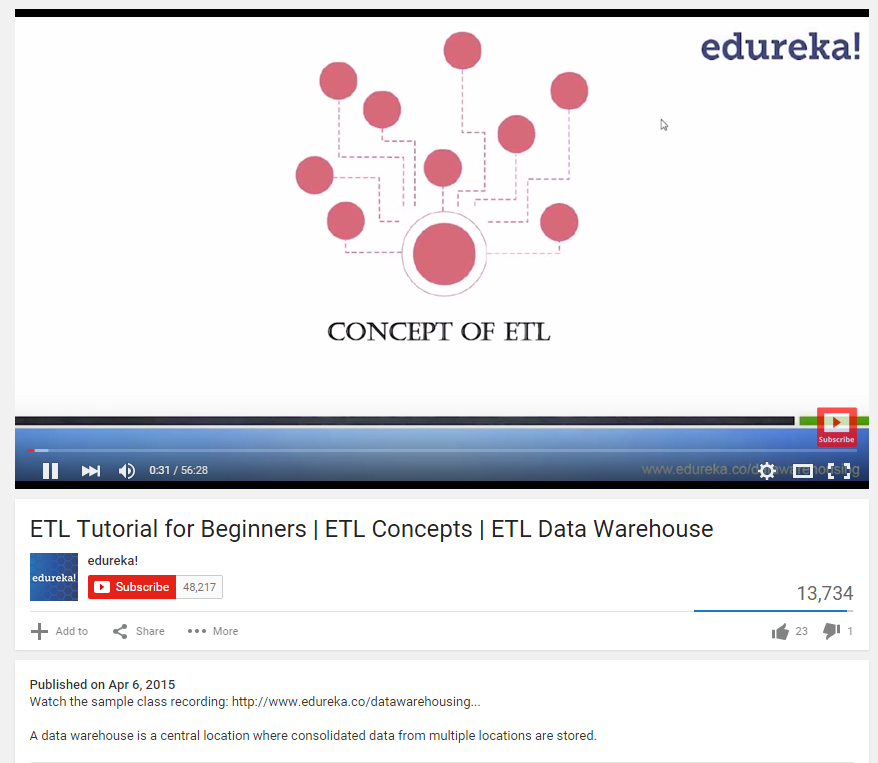 edureka!
CONCEPT OF ETL
Subscribe
0:31 / 56:28
www.edureka.co/datawarehousing
ETL Tutorial for Beginners | ETL Concepts | ETL Data Warehouse
edureka!
edureka!
Subscribe 48,217
13,734
Add to Share More 23 1
Published on Apr 6, 2015
Watch the sample class recording: http://www.edureka.co/datawarehousing...
A data warehouse is a central location where consolidated data from multiple locations are stored.